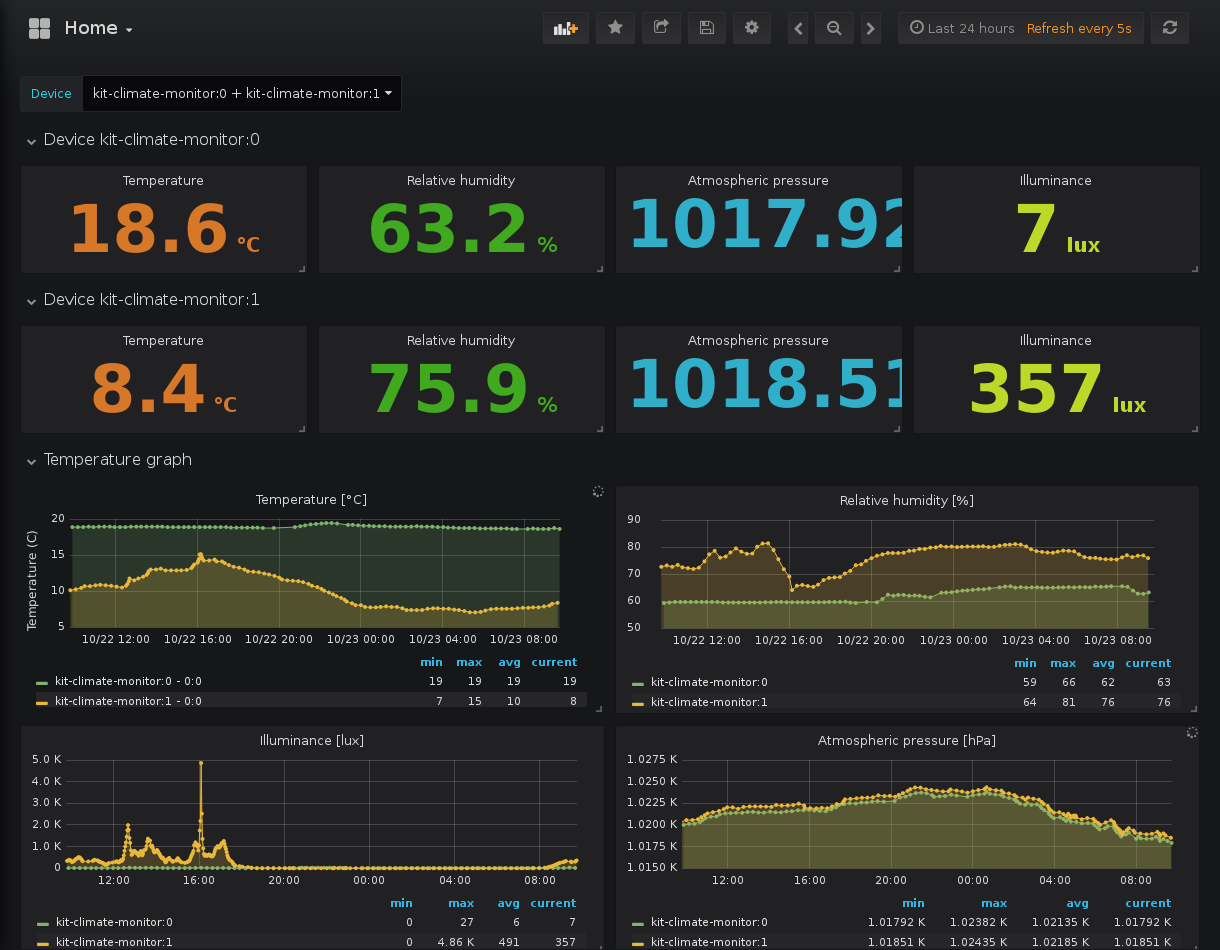 Home
Last 24 hours Refresh every 5s
Device kit-climate-monitor:0 + kit-climate-monitor:1
Device kit-climate-monitor:0
Temperature Relative humidity Atmospheric pressure Illuminance
18.6 °C 63.2 % 1017.92 7 lux
Device kit-climate-monitor:1
Temperature Relative humidity Atmospheric pressure Illuminance
8.4 °C 75.9 % 1018.51 357 lux
Temperature graph
Temperature [°C]
Temperature (C)
20
15
10
5
10/22 12:00 10/22 16:00 10/22 20:00 10/23 00:00 10/23 04:00 10/23 08:00
min max avg current
kit-climate-monitor:0 - 0:0 19 19 19 19
kit-climate-monitor:1 - 0:0 7 15 10 8
Relative humidity [%]
90
80
70
60
50
10/22 12:00 10/22 16:00 10/22 20:00 10/23 00:00 10/23 04:00 10/23 08:00
min max avg current
kit-climate-monitor:0 59 66 62 63
kit-climate-monitor:1 64 81 76 76
Illuminance [lux]
5.0 K
4.0 K
3.0 K
2.0 K
1.0 K
0
12:00 16:00 20:00 00:00 04:00 08:00
min max avg current
kit-climate-monitor:0 0 27 6 7
kit-climate-monitor:1 0 4.86 K 491 357
Atmospheric pressure [hPa]
1.0275 K
1.0250 K
1.0225 K
1.0200 K
1.0175 K
1.0150 K
12:00 16:00 20:00 00:00 04:00 08:00
min max avg current
kit-climate-monitor:0 1.01792 K 1.02382 K 1.02135 K 1.01792 K
kit-climate-monitor:1 1.01851 K 1.02435 K 1.02185 K 1.01851 K